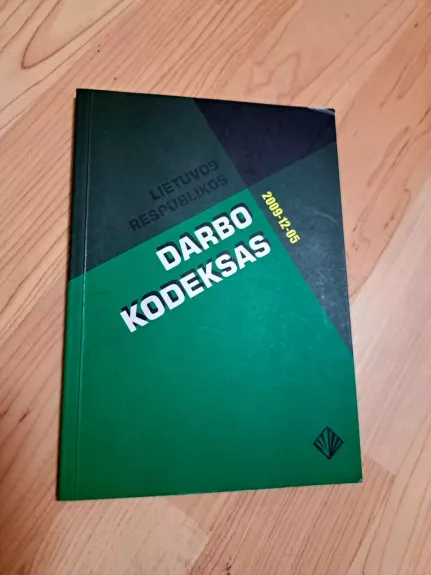 LIETUVOS
RESPUBLIKOS
DARBO
KODEKSAS
2009-12-05